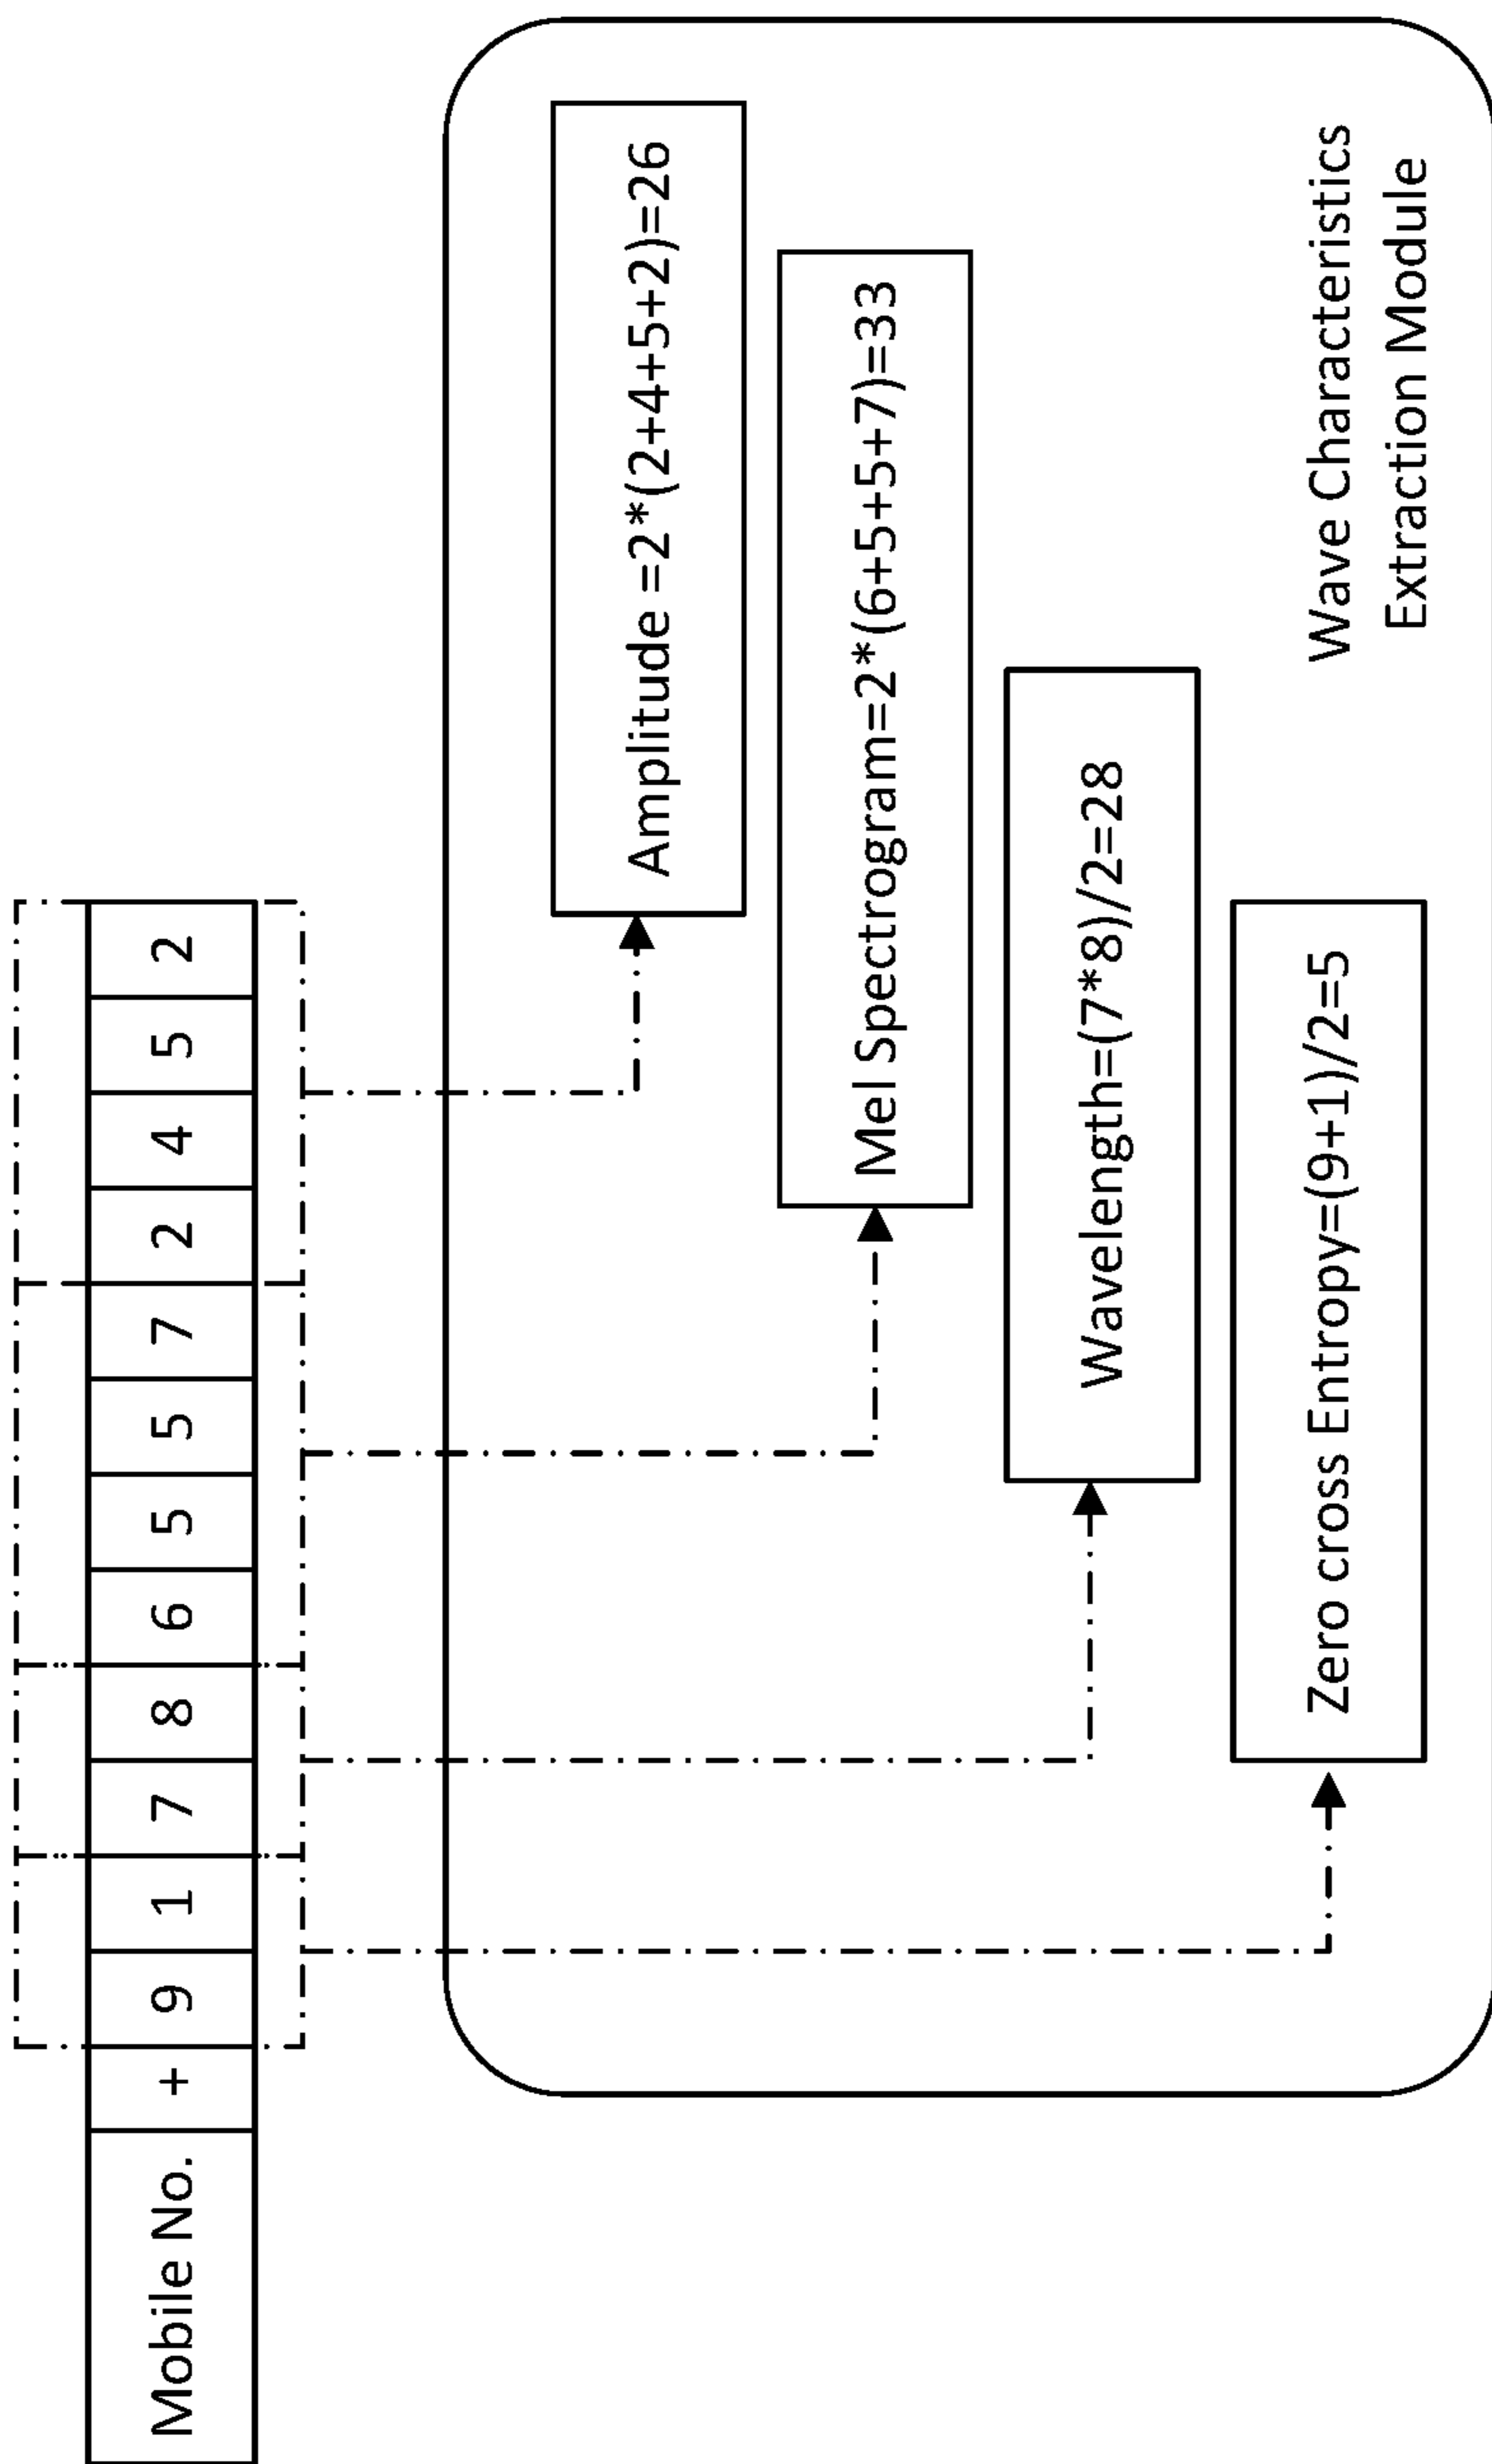 Mobile No. + 9 1 7 8 6 5 5 7 2 4 5 2
Amplitude =2*(2+4+5+2)=26
Mel Spectrogram=2*(6+5+5+7)=33
Wavelength=(7*8)/2=28
Zero cross Entropy=(9+1)/2=5
Wave Characteristics
Extraction Module